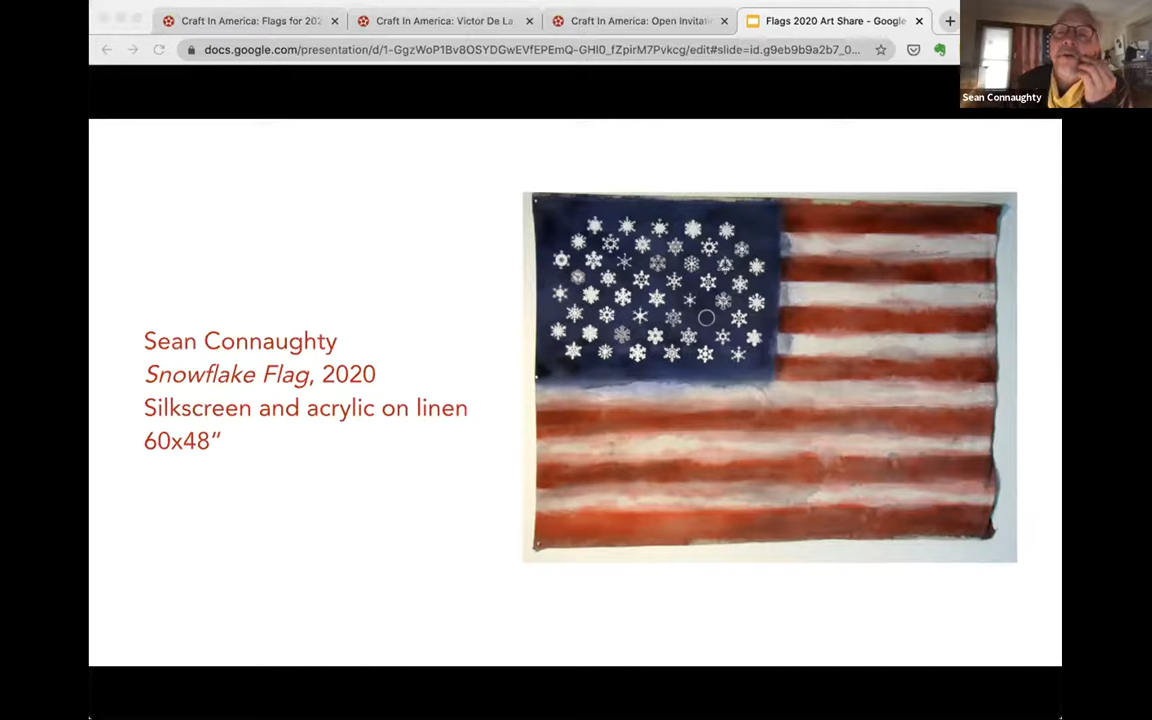 Craft In America: Flags for 202
Craft In America: Victor De La
Craft In America: Open Invitati
Flags 2020 Art Share - Google
docs.google.com/presentation/d/1-GgzWoP1Bv8OSYDGwEVfEPEmQ-GHl0_fZpirM7Pvkcg/edit#slide=id.g9eb9b9a2b7_0...
Sean Connaughty
Sean Connaughty
Snowflake Flag, 2020
Silkscreen and acrylic on linen
60x48"